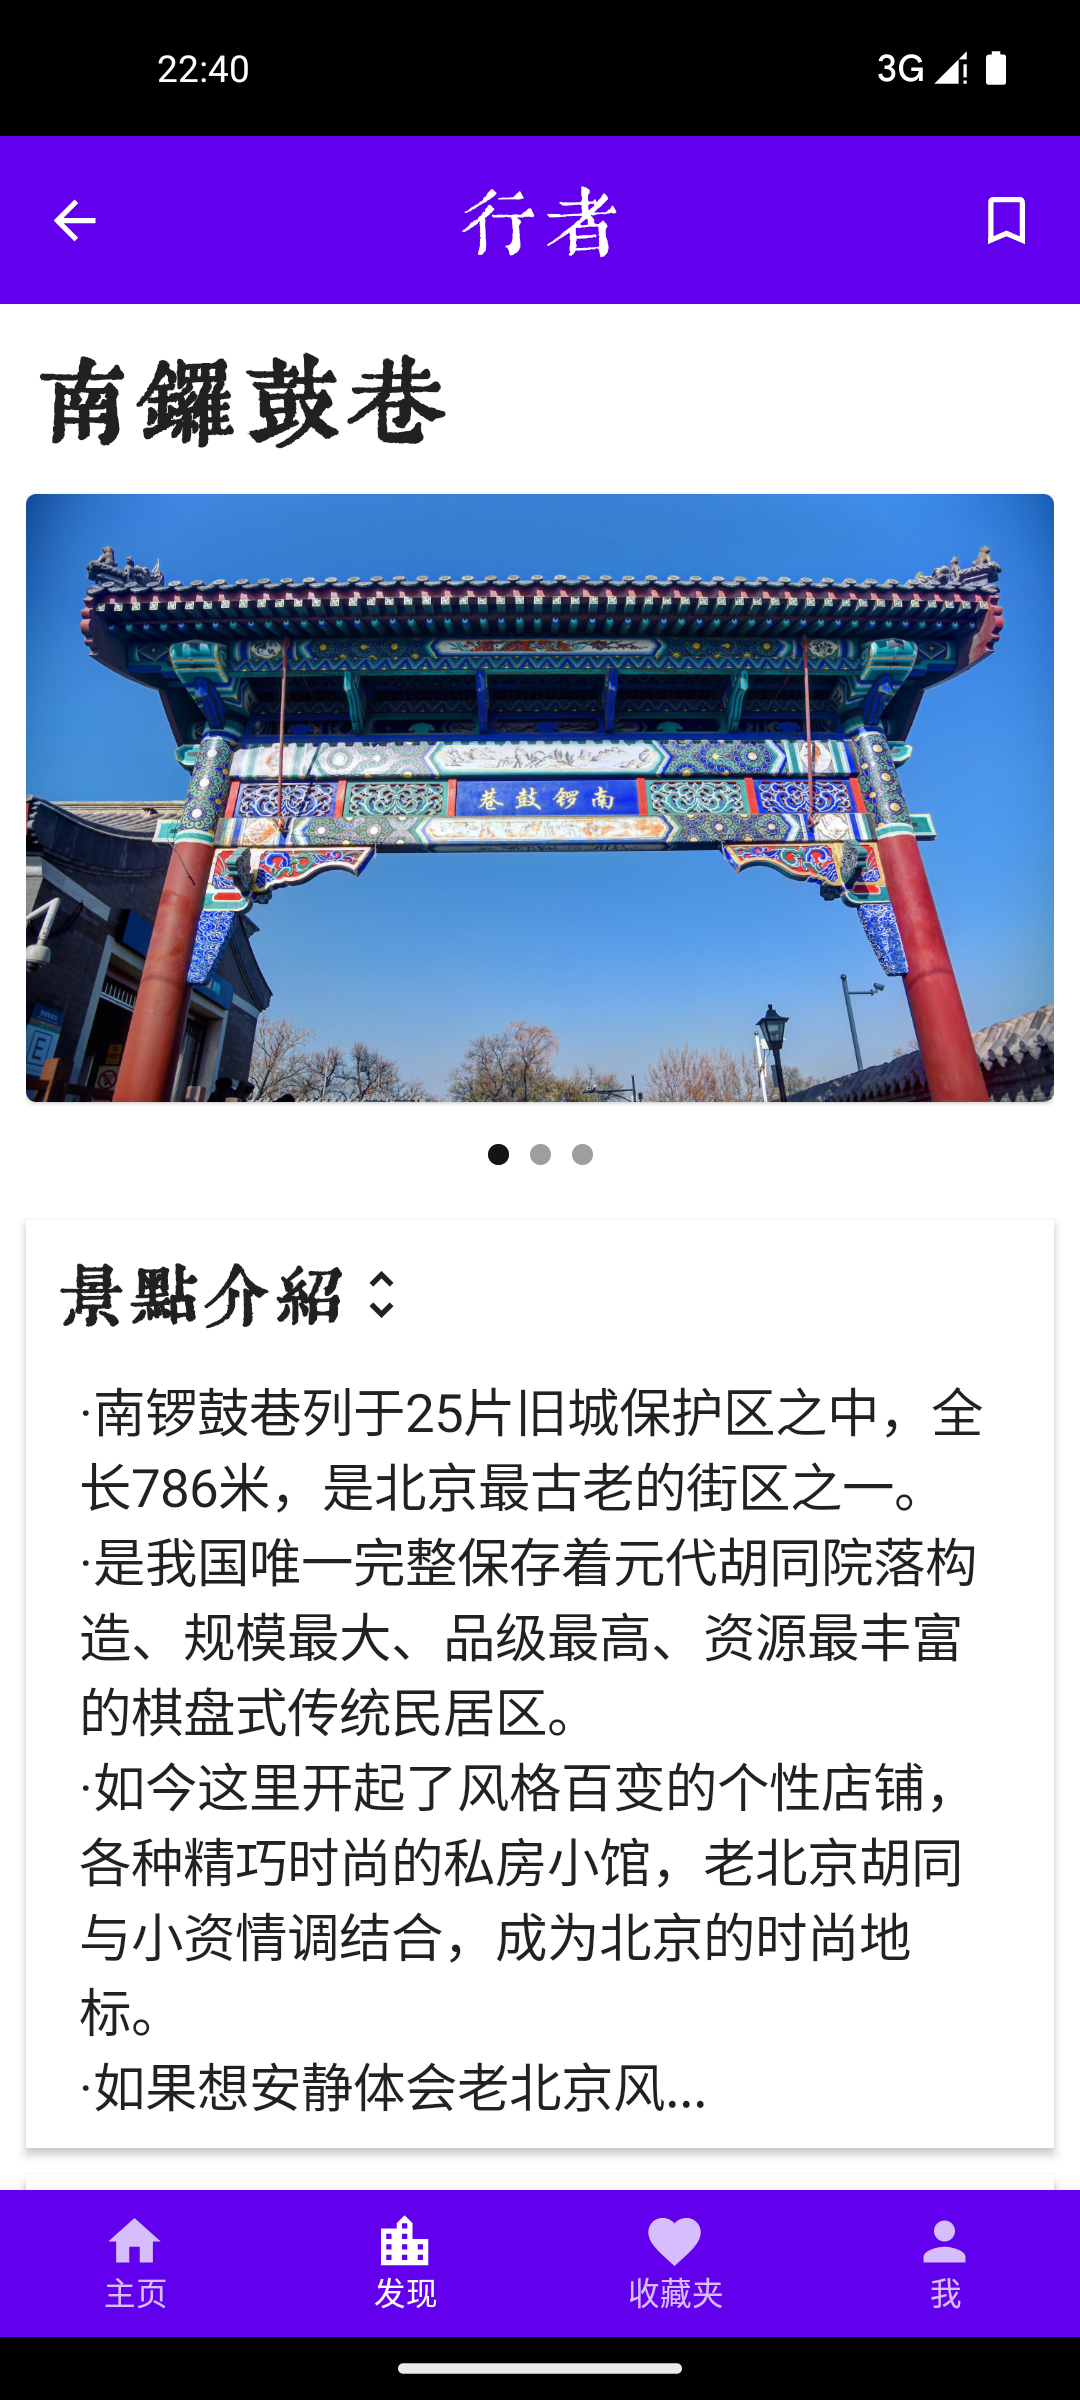 22:40
3G
行者
南鑼鼓巷
巷鼓锣南
E
景點介紹
·南锣鼓巷列于25片旧城保护区之中，全
长786米，是北京最古老的街区之一。
·是我国唯一完整保存着元代胡同院落构
造、规模最大、品级最高、资源最丰富
的棋盘式传统民居区。
·如今这里开起了风格百变的个性店铺，
各种精巧时尚的私房小馆，老北京胡同
与小资情调结合，成为北京的时尚地
标。
·如果想安静体会老北京风...
主页
发现
收藏夹
我